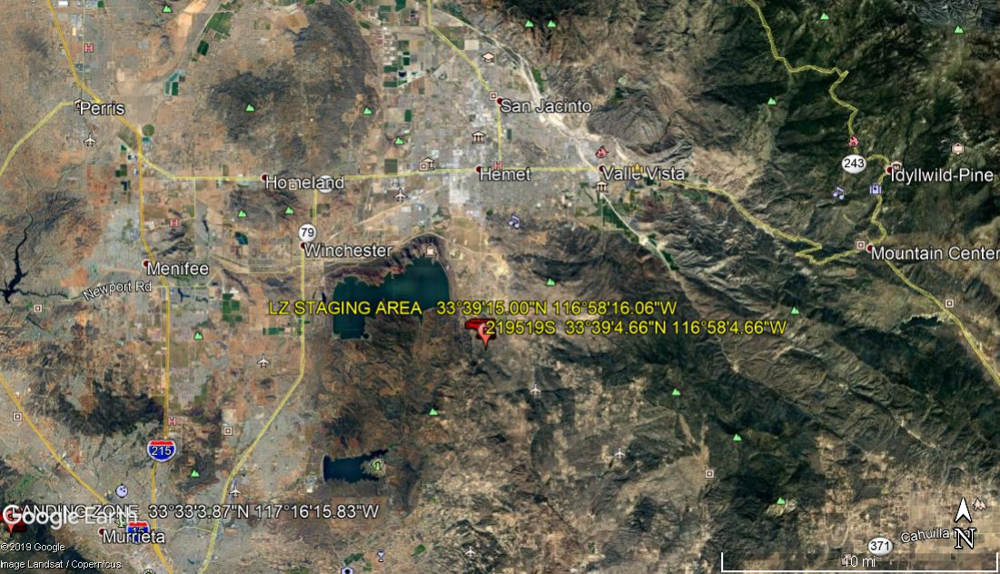 Perris
San Jacinto
Homeland
Hemet
Valle Vista
243
Idyllwild-Pine
79
Winchester
Menifee
Newport Rd
Mountain Center
LZ STAGING AREA 33°39'15.00"N 116°58'16.06"W
219519S 33°39'4.66"N 116°58'4.66"W
215
LANDING ZONE 33°33'3.87"N 117°16'15.83"W
Google Earth
15
Murrieta
N
371
Cahuilla
10 mi
©2019 Google
Image Landsat / Copernicus